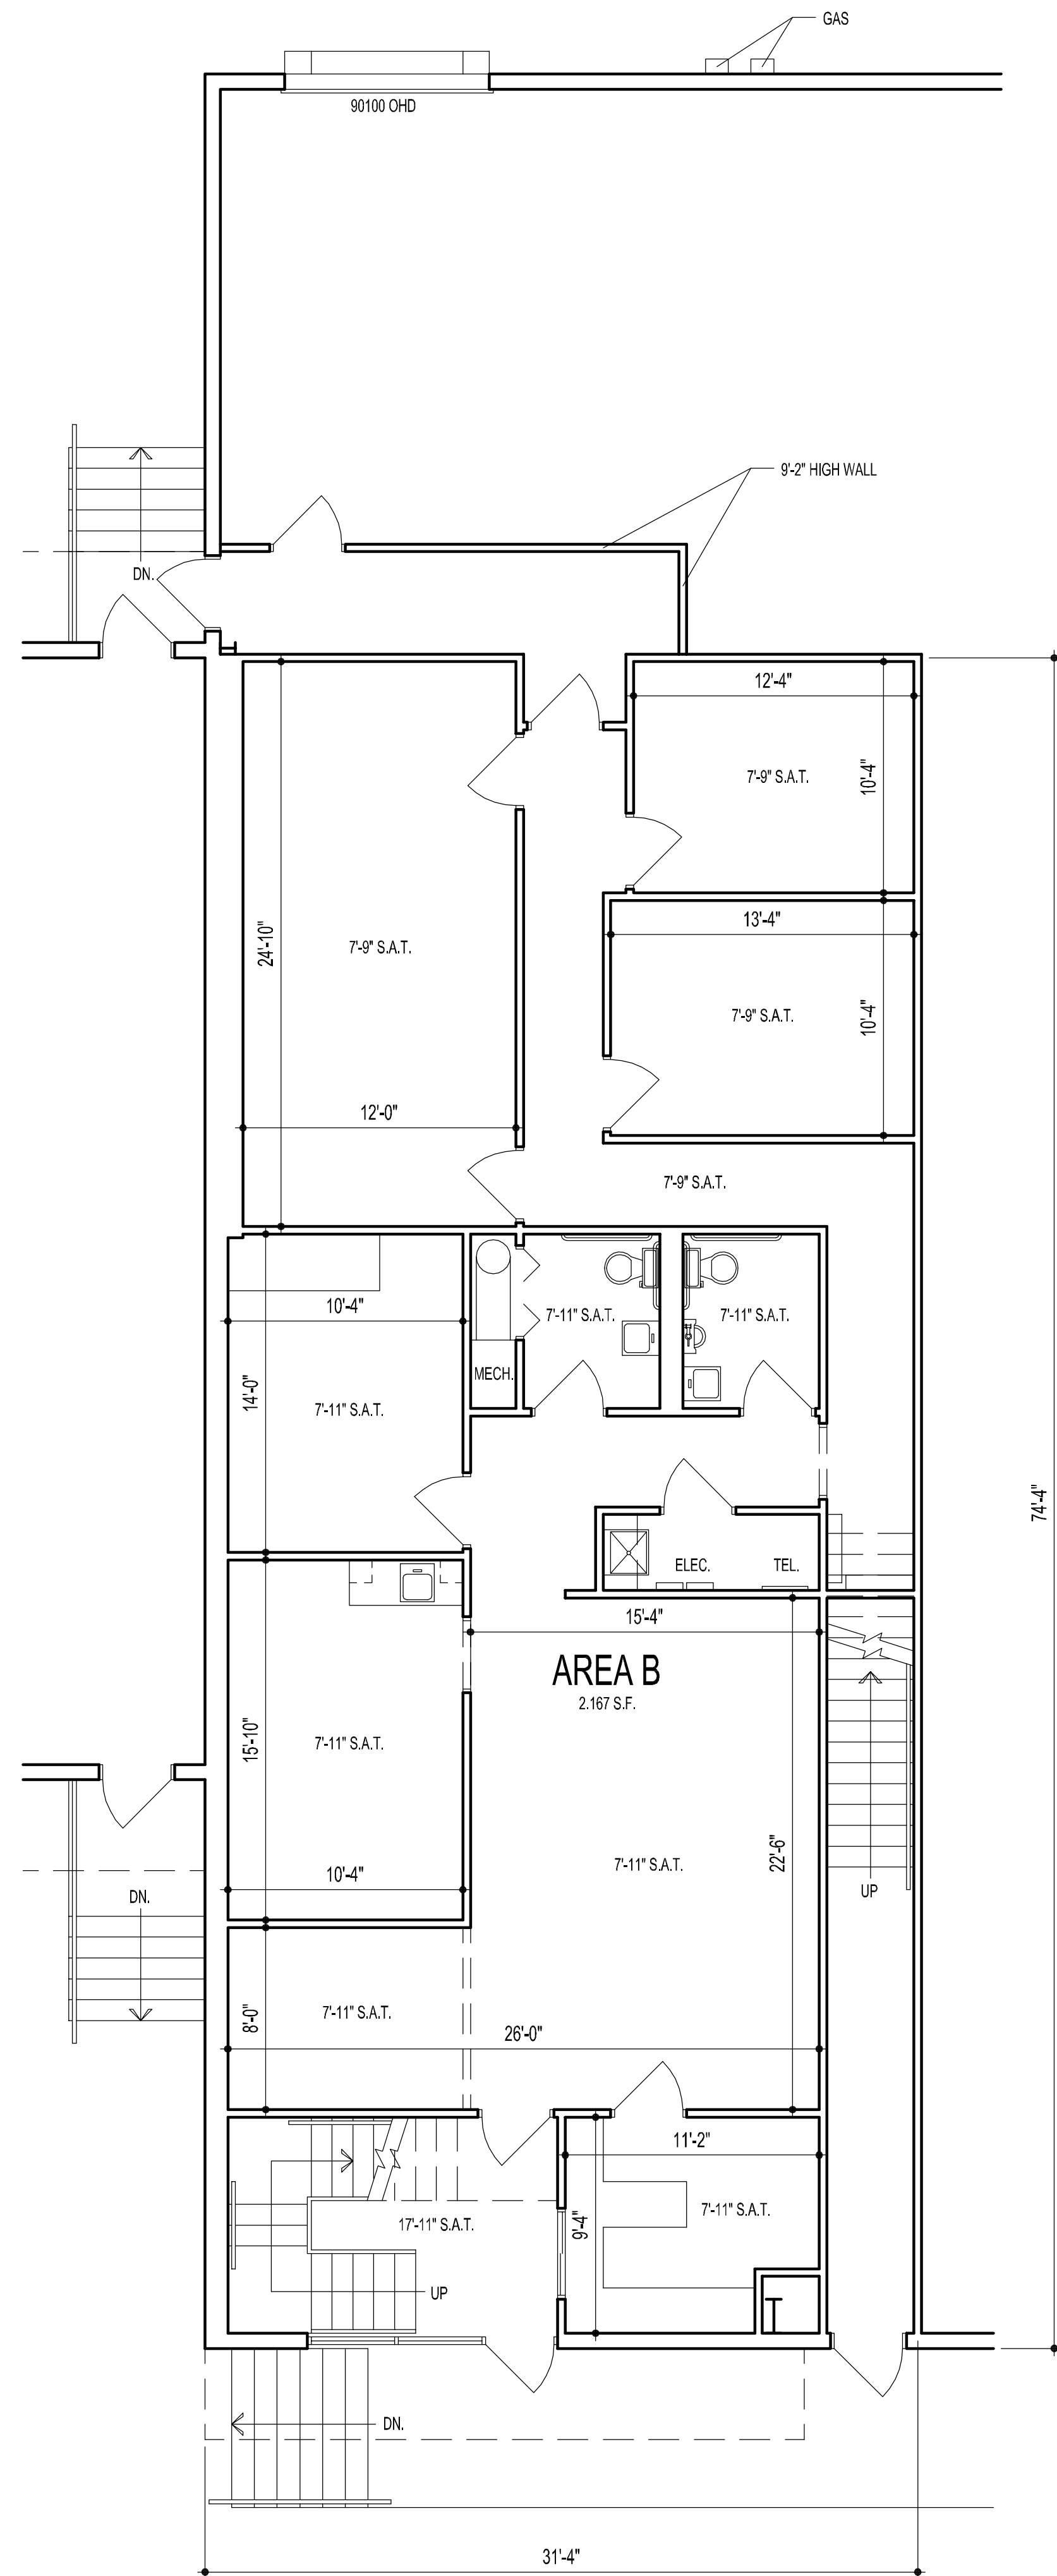 GAS
90100 OHD
9'-2" HIGH WALL
DN.
12'-4"
7'-9" S.A.T.
10'-4"
24'-10"
7'-9" S.A.T.
13'-4"
7'-9" S.A.T.
10'-4"
12'-0"
7'-9" S.A.T.
10'-4"
7'-11" S.A.T.
7'-11" S.A.T.
MECH.
14'-0"
7'-11" S.A.T.
74'-4"
ELEC.
TEL.
15'-4"
AREA B
2.167 S.F.
15'-10"
7'-11" S.A.T.
22'-6"
7'-11" S.A.T.
10'-4"
UP
DN.
8'-0"
7'-11" S.A.T.
26'-0"
11'-2"
7'-11" S.A.T.
9'-4"
17'-11" S.A.T.
UP
DN.
31'-4"